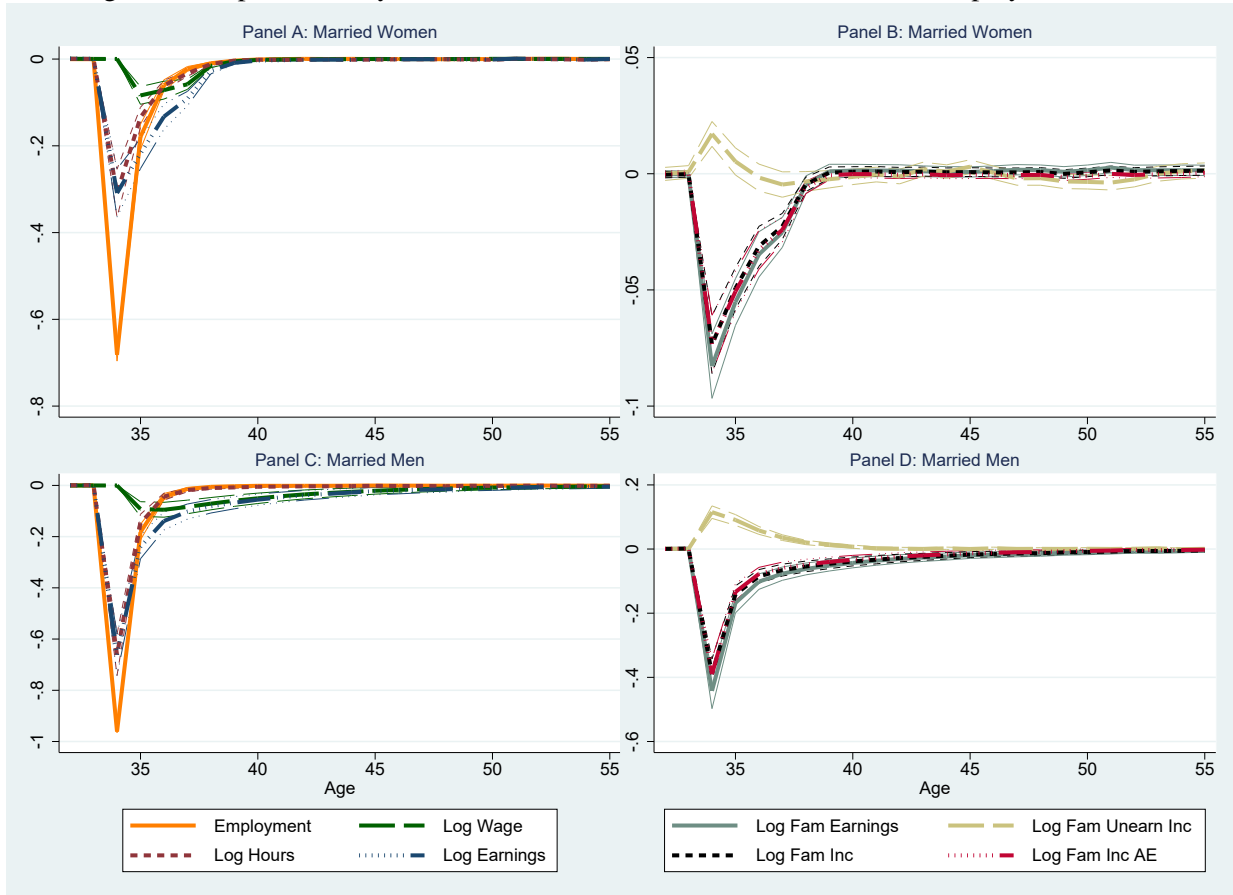 Panel A: Married Women
Panel B: Married Women
0
-.2
-.4
-.6
-.8
35 40 45 50 55
.05
0
-.05
-.1
35 40 45 50 55
Panel C: Married Men
Panel D: Married Men
0
-.2
-.4
-.6
-.8
-1
35 40 45 50 55
Age
.2
0
-.2
-.4
-.6
35 40 45 50 55
Age
Employment Log Wage
Log Hours Log Earnings
Log Fam Earnings Log Fam Unearn Inc
Log Fam Inc Log Fam Inc AE